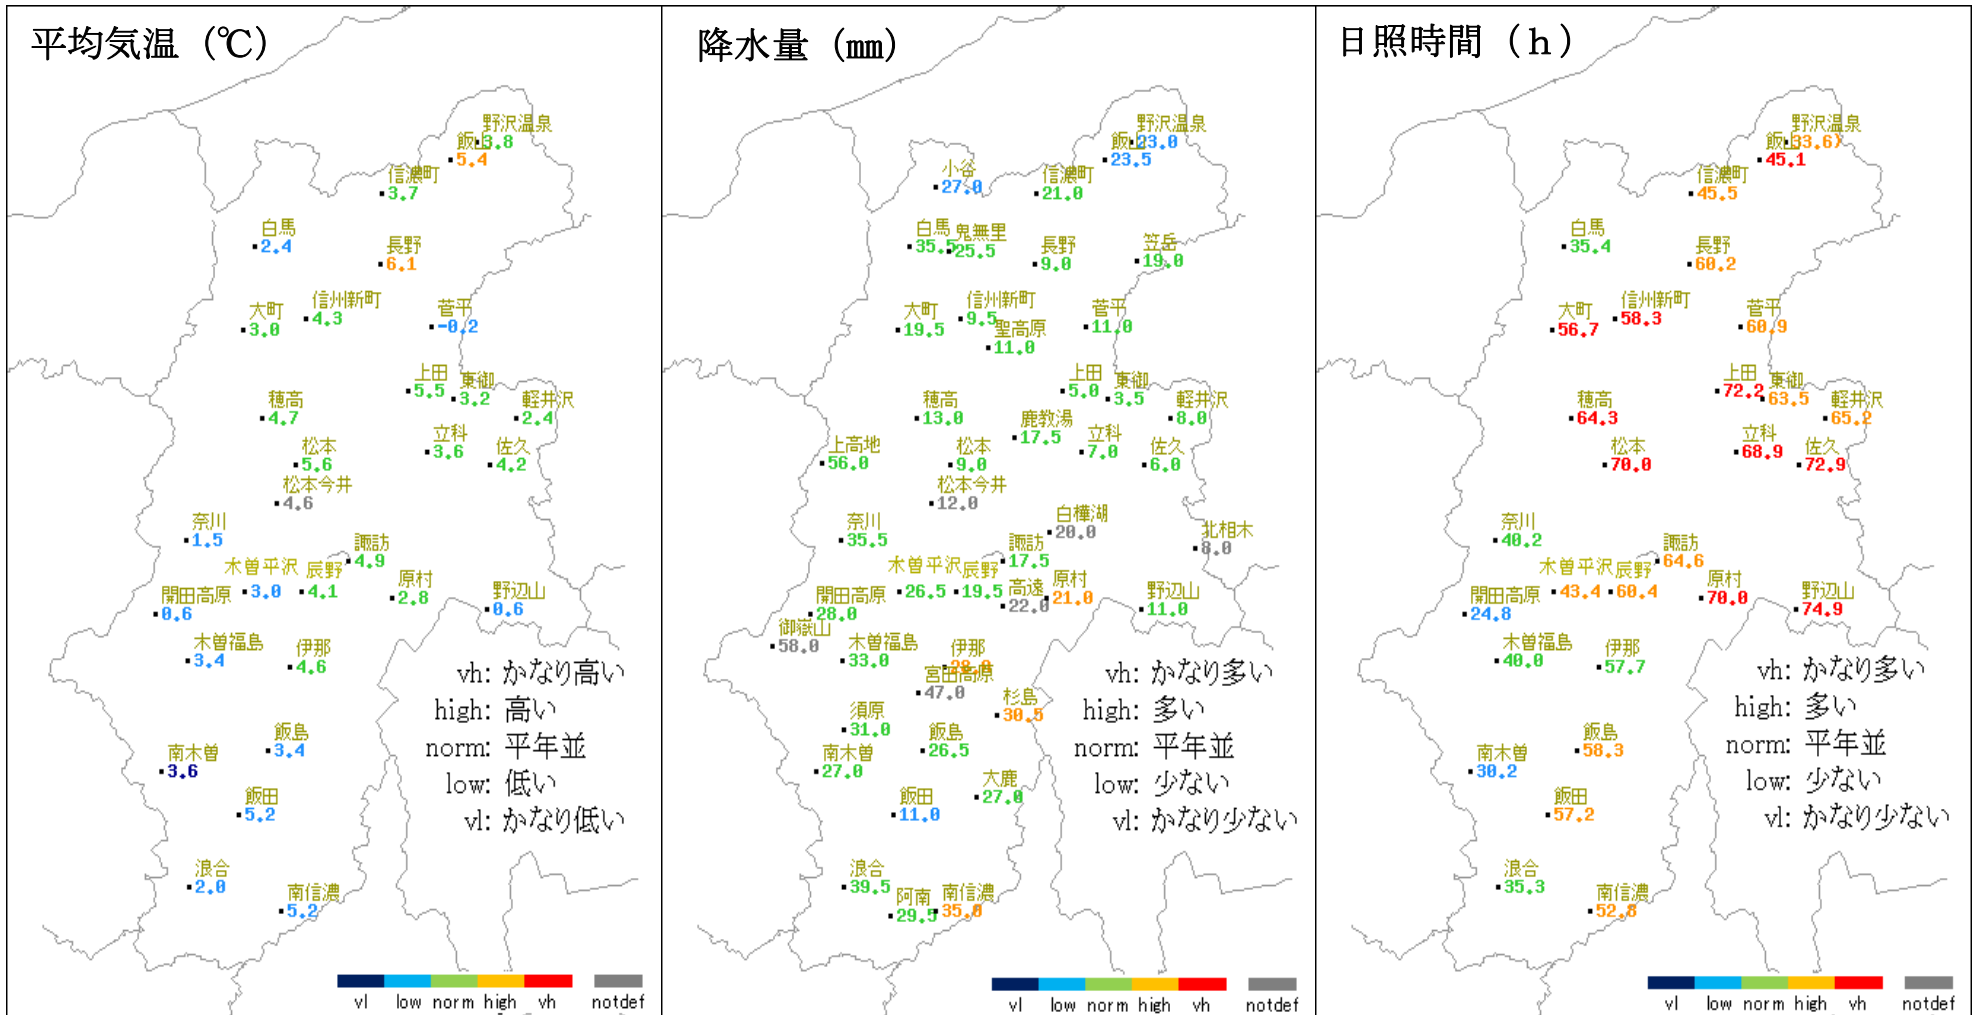 平均気温（℃）
野沢温泉
3.8
飯山
5.4
信濃町
3.7
白馬
2.4
長野
6.1
信州新町
4.3
大町
3.0
菅平
-0.2
上田
5.5
東御
3.2
軽井沢
2.4
穂高
4.7
立科
3.6
佐久
4.2
松本
5.6
松本今井
4.6
奈川
1.5
諏訪
4.9
木曽平沢
3.0
辰野
4.1
原村
2.8
開田高原
0.6
野辺山
0.6
木曽福島
3.4
伊那
4.6
飯島
3.4
南木曽
3.6
飯田
5.2
浪合
2.0
南信濃
5.2
vh: かなり高い
high: 高い
norm: 平年並
low: 低い
vl: かなり低い
vl low norm high vh notdef
降水量（㎜）
野沢温泉
23.0
飯山
23.5
小谷
27.0
信濃町
21.0
白馬
35.5
鬼無里
25.5
長野
9.0
笠岳
19.0
信州新町
9.5
大町
19.5
菅平
11.0
聖高原
11.0
上田
5.0
東御
3.5
軽井沢
8.0
穂高
13.0
鹿教湯
17.5
立科
7.0
佐久
6.0
上高地
56.0
松本
9.0
松本今井
12.0
白樺湖
20.0
北相木
8.0
奈川
35.5
諏訪
17.5
木曽平沢
26.5
辰野
19.5
高遠
22.0
原村
21.0
野辺山
11.0
開田高原
28.0
御嶽山
58.0
木曽福島
33.0
伊那
宮田高原
47.0
杉島
30.5
須原
31.0
飯島
26.5
南木曽
27.0
大鹿
27.0
飯田
11.0
浪合
39.5
阿南
29.5
南信濃
35.0
vh: かなり多い
high: 多い
norm: 平年並
low: 少ない
vl: かなり少ない
vl low norm high vh notdef
日照時間（ｈ）
野沢温泉
33.6)
飯山
45.1
信濃町
45.5
白馬
35.4
長野
60.2
信州新町
58.3
大町
56.7
菅平
60.9
上田
72.2
東御
63.5
軽井沢
65.2
穂高
64.3
立科
68.9
佐久
72.9
松本
70.0
奈川
40.2
諏訪
64.6
木曽平沢
43.4
辰野
60.4
原村
70.0
野辺山
74.9
開田高原
24.8
木曽福島
40.0
伊那
57.7
飯島
58.3
南木曽
30.2
飯田
57.2
浪合
35.3
南信濃
52.8
vh: かなり多い
high: 多い
norm: 平年並
low: 少ない
vl: かなり少ない
vl low norm high vh notdef